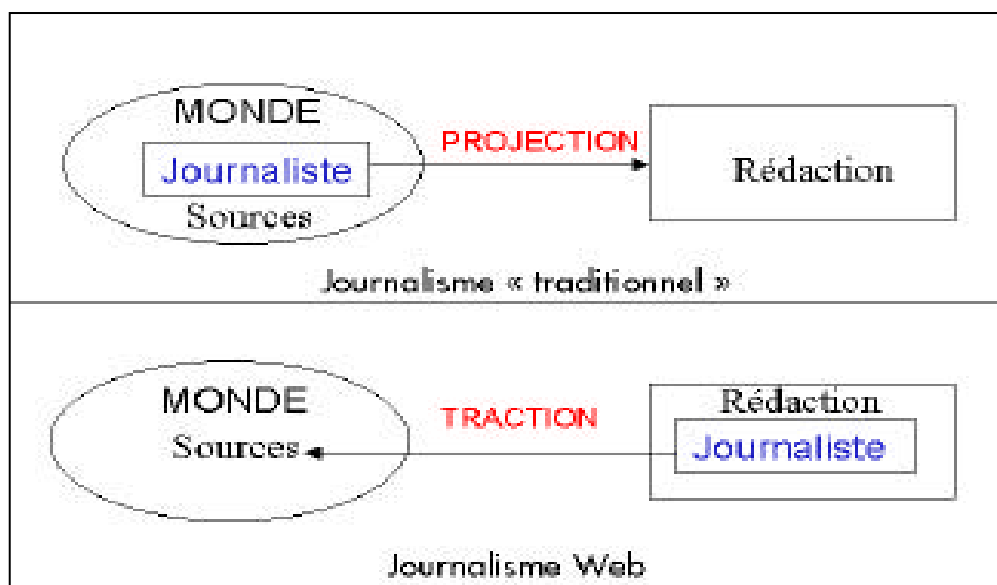 MONDE
Journaliste
Sources
PROJECTION
Rédaction
Journalisme « traditionnel »
MONDE
Sources
TRACTION
Rédaction
Journaliste
Journalisme Web